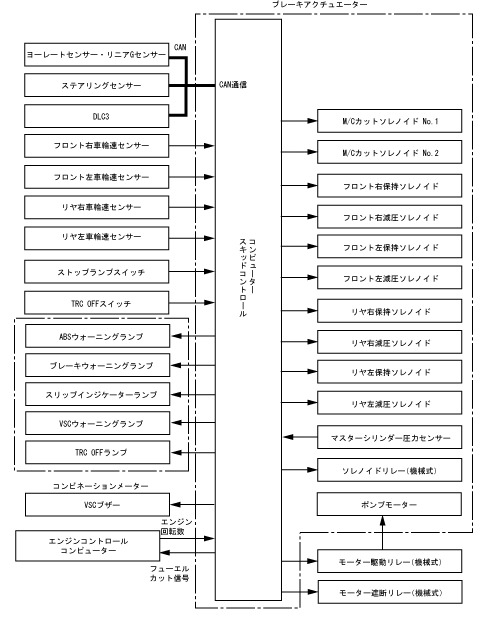 ブレーキアクチュエーター
ヨーレートセンサー・リニアGセンサー
CAN
ステアリングセンサー
CAN通信
DLC3
フロント右車輪速センサー
フロント左車輪速センサー
リヤ右車輪速センサー
リヤ左車輪速センサー
ストップランプスイッチ
TRC OFFスイッチ
ABSウォーニングランプ
ブレーキウォーニングランプ
スリップインジケーターランプ
VSCウォーニングランプ
TRC OFFランプ
コンビネーションメーター
VSCブザー
エンジン
回転数
エンジンコントロール
コンピューター
フューエル
カット信号
スキッドコントロール
コンピューター
M/Cカットソレノイド No.1
M/Cカットソレノイド No.2
フロント右保持ソレノイド
フロント右減圧ソレノイド
フロント左保持ソレノイド
フロント左減圧ソレノイド
リヤ右保持ソレノイド
リヤ右減圧ソレノイド
リヤ左保持ソレノイド
リヤ左減圧ソレノイド
マスターシリンダー圧力センサー
ソレノイドリレー(機械式)
ポンプモーター
モーター駆動リレー(機械式)
モーター遮断リレー(機械式)